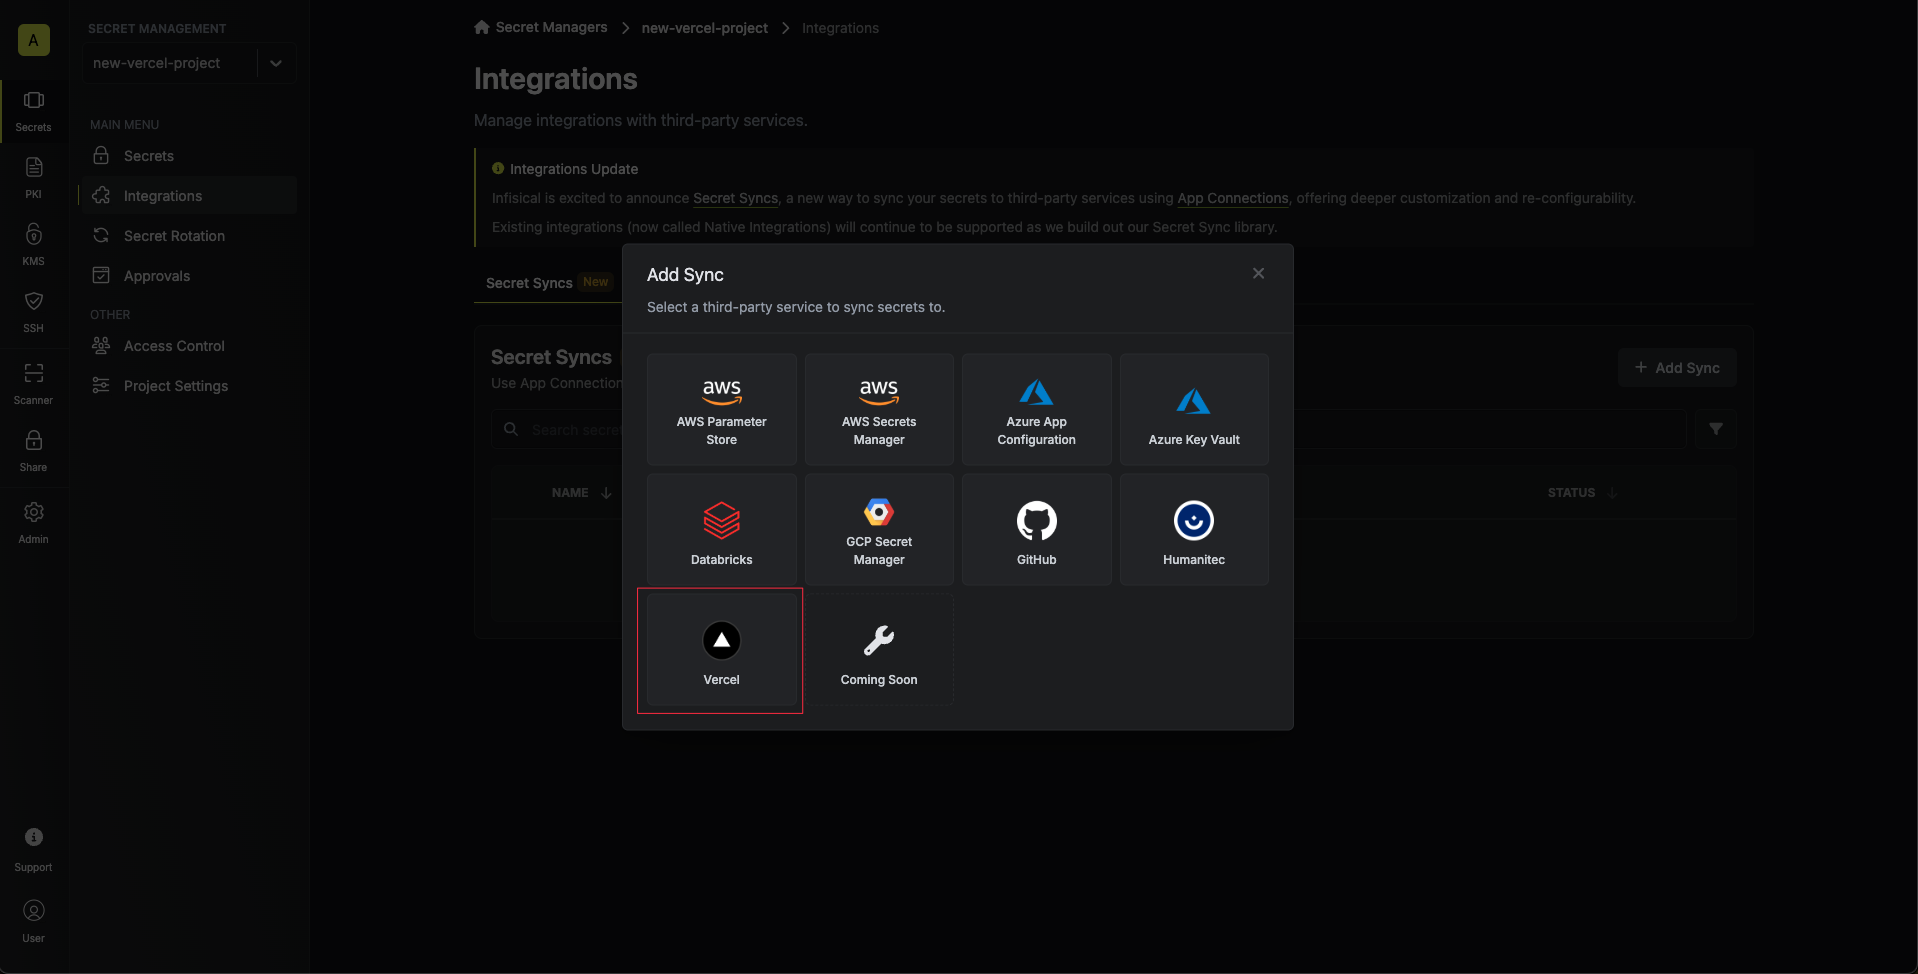 A
Secrets
PKI
KMS
SSH
Scanner
Share
Admin
Support
User
SECRET MANAGEMENT
new-vercel-project
MAIN MENU
Secrets
Integrations
Secret Rotation
Approvals
OTHER
Access Control
Project Settings
Secret Managers
new-vercel-project
Integrations
Integrations
Manage integrations with third-party services.
Integrations Update
Infisical is excited to announce Secret Syncs, a new way to sync your secrets to third-party services using App Connections, offering deeper customization and re-configurability.
Existing integrations (now called Native Integrations) will continue to be supported as we build out our Secret Sync library.
Secret Syncs New
Secret Syncs
Use App Connection
+ Add Sync
Search secre
NAME
STATUS
Add Sync
Select a third-party service to sync secrets to.
aws
AWS Parameter
Store
aws
AWS Secrets
Manager
Azure App
Configuration
Azure Key Vault
Databricks
GCP Secret
Manager
GitHub
Humanitec
Vercel
Coming Soon